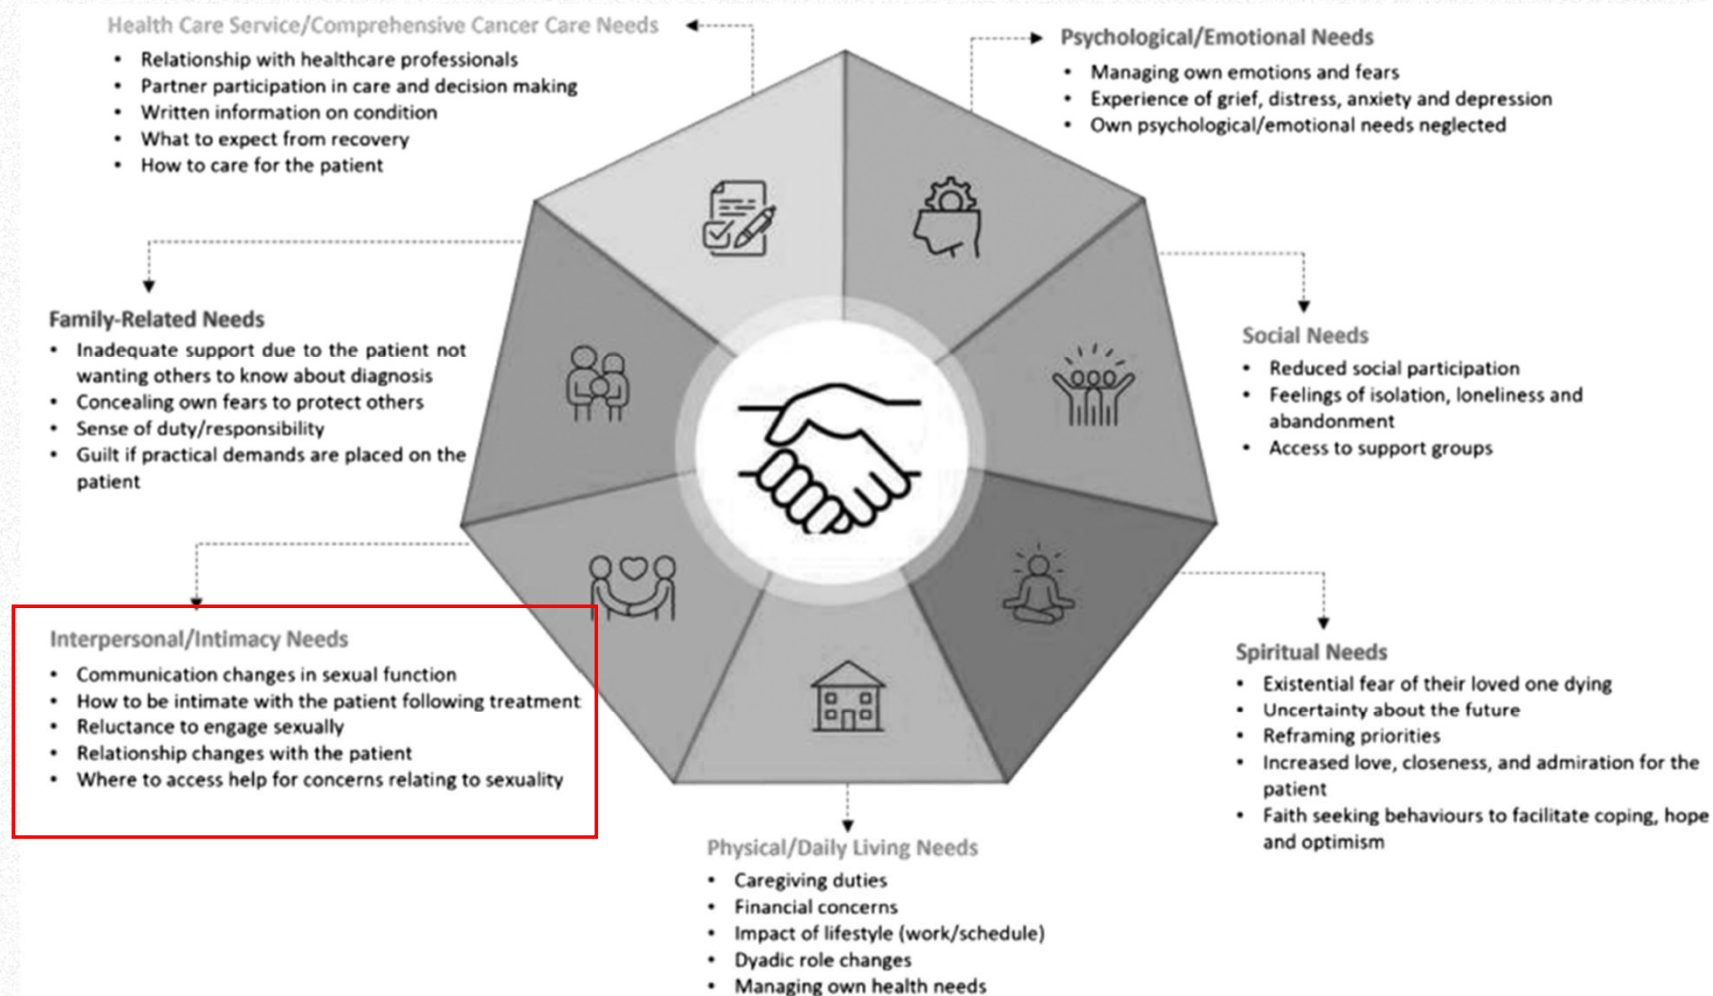 Health Care Service/Comprehensive Cancer Care Needs
• Relationship with healthcare professionals
• Partner participation in care and decision making
• Written information on condition
• What to expect from recovery
• How to care for the patient
Psychological/Emotional Needs
• Managing own emotions and fears
• Experience of grief, distress, anxiety and depression
• Own psychological/emotional needs neglected
Family-Related Needs
• Inadequate support due to the patient not
wanting others to know about diagnosis
• Concealing own fears to protect others
• Sense of duty/responsibility
• Guilt if practical demands are placed on the
patient
Social Needs
• Reduced social participation
• Feelings of isolation, loneliness and
abandonment
• Access to support groups
Interpersonal/Intimacy Needs
• Communication changes in sexual function
• How to be intimate with the patient following treatment
• Reluctance to engage sexually
• Relationship changes with the patient
• Where to access help for concerns relating to sexuality
Spiritual Needs
• Existential fear of their loved one dying
• Uncertainty about the future
• Reframing priorities
• Increased love, closeness, and admiration for the
patient
• Faith seeking behaviours to facilitate coping, hope
and optimism
Physical/Daily Living Needs
• Caregiving duties
• Financial concerns
• Impact of lifestyle (work/schedule)
• Dyadic role changes
• Managing own health needs